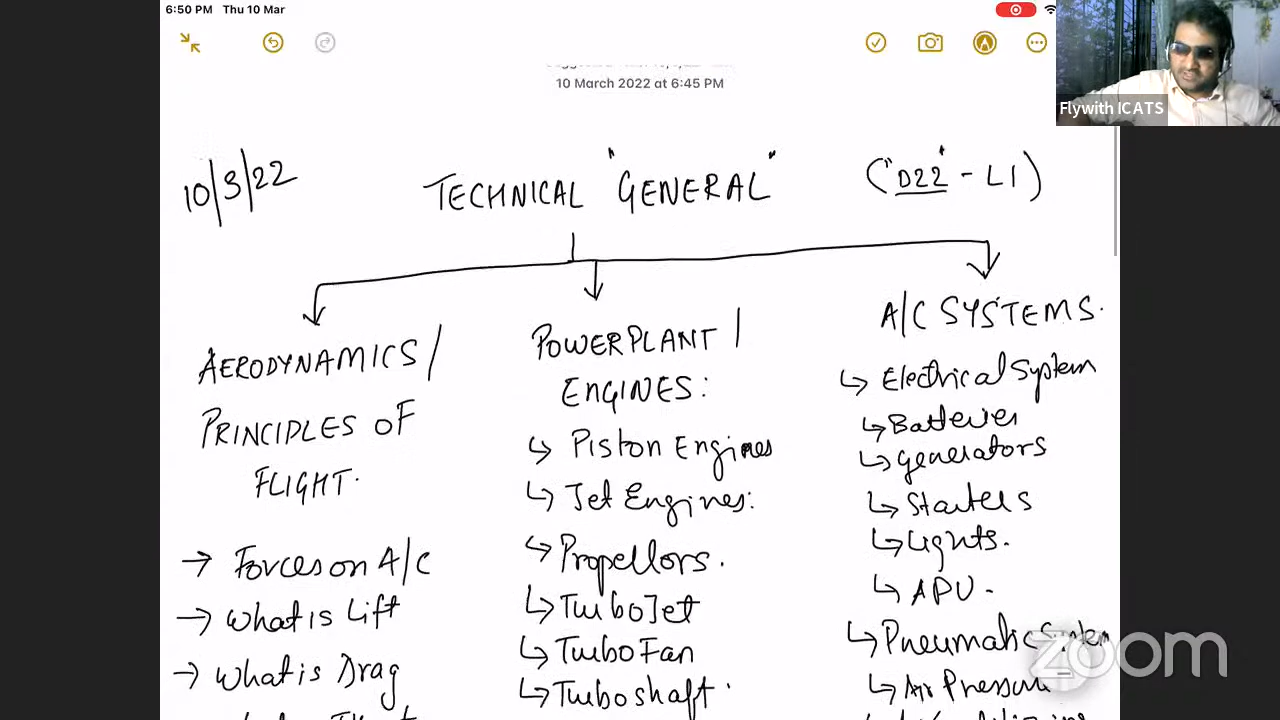 6:50 PM Thu 10 Mar
10 March 2022 at 6:45 PM
Flywith ICATS
10/3/22
TECHNICAL "GENERAL"
("D22" - L1)
AERODYNAMICS/
PRINCIPLES OF
FLIGHT.
→ Forces on A/C
→ What is Lift
→ What is Drag
POWERPLANT/
ENGINES:
↳ Piston Engines
↳ Jet Engines:
↳ Propellors.
↳ TurboJet
↳ TurboFan
↳ Turboshaft.
A/C SYSTEMS.
↳ Electrical System
↳ Batteries
↳ Generators
↳ Starters
↳ Lights.
↳ APU.
↳ Pneumatic System
↳ Air Pressure
zoom